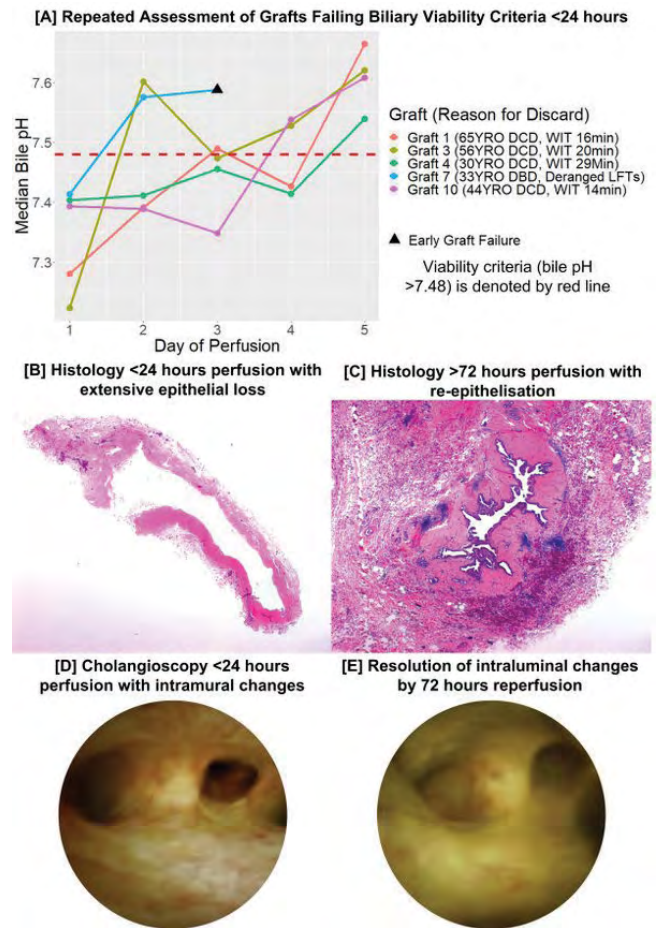 [A] Repeated Assessment of Grafts Failing Biliary Viability Criteria <24 hours
7.6
7.5
7.4
7.3
Median Bile pH
1 2 3 4 5
Day of Perfusion
Graft (Reason for Discard)
Graft 1 (65YRO DCD, WIT 16min)
Graft 3 (56YRO DCD, WIT 20min)
Graft 4 (30YRO DCD, WIT 29Min)
Graft 7 (33YRO DBD, Deranged LFTs)
Graft 10 (44YRO DCD, WIT 14min)
Early Graft Failure
Viability criteria (bile pH
>7.48) is denoted by red line
[B] Histology <24 hours perfusion with
extensive epithelial loss
[C] Histology >72 hours perfusion with
re-epithelisation
[D] Cholangioscopy <24 hours
perfusion with intramural changes
[E] Resolution of intraluminal changes
by 72 hours reperfusion